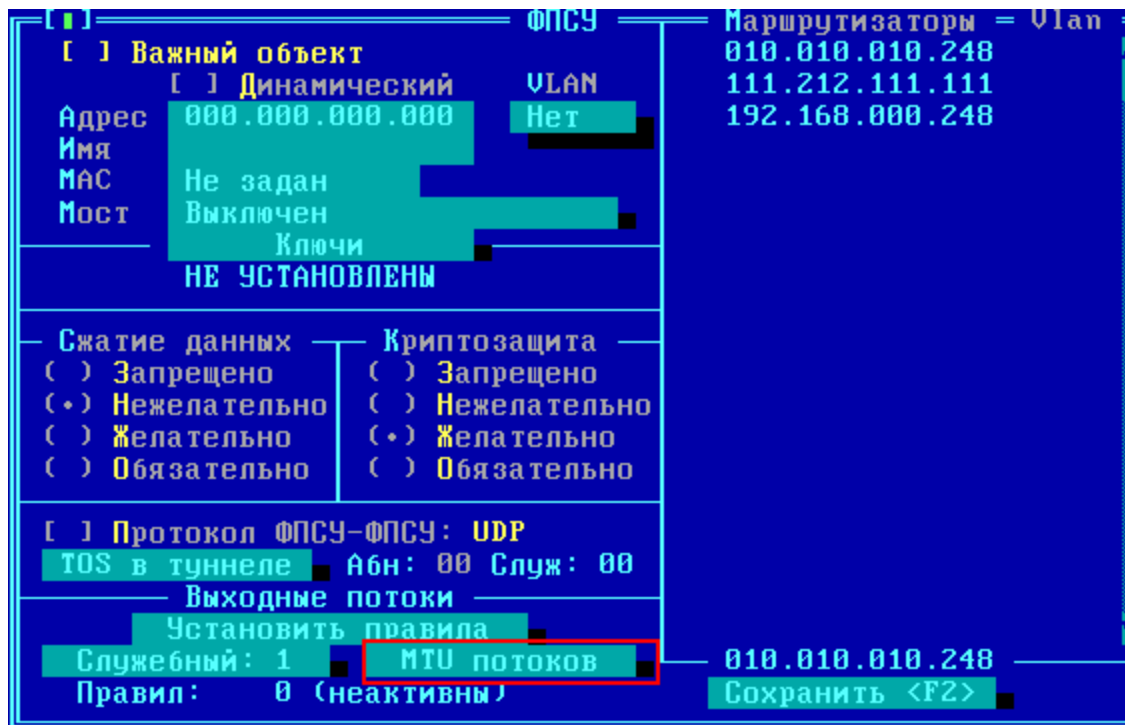 [▮] ФПСУ Маршрутизаторы = Vlan
[ ] Важный объект 010.010.010.248
[ ] Динамический VLAN 111.212.111.111
Адрес 000.000.000.000 Нет 192.168.000.248
Имя
MAC Не задан
Мост Выключен
Ключи
НЕ УСТАНОВЛЕНЫ
Сжатие данных Криптозащита
( ) Запрещено ( ) Запрещено
(•) Нежелательно ( ) Нежелательно
( ) Желательно (•) Желательно
( ) Обязательно ( ) Обязательно
[ ] Протокол ФПСУ-ФПСУ: UDP
TOS в туннеле Абн: 00 Служ: 00
Выходные потоки
Установить правила
Служебный: 1 MTU потоков 010.010.010.248
Правил: 0 (неактивны) Сохранить <F2>